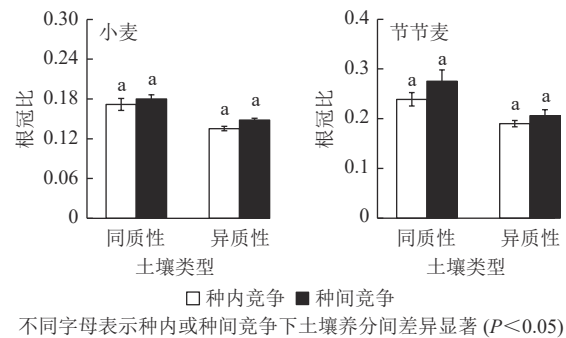 小麦
0.30
0.24
0.18
0.12
0.06
0
根冠比
a a a a
同质性 异质性
土壤类型
节节麦
0.4
0.3
0.2
0.1
0
根冠比
a a a a
同质性 异质性
土壤类型
种内竞争 种间竞争
不同字母表示种内或种间竞争下土壤养分间差异显著 (P<0.05)